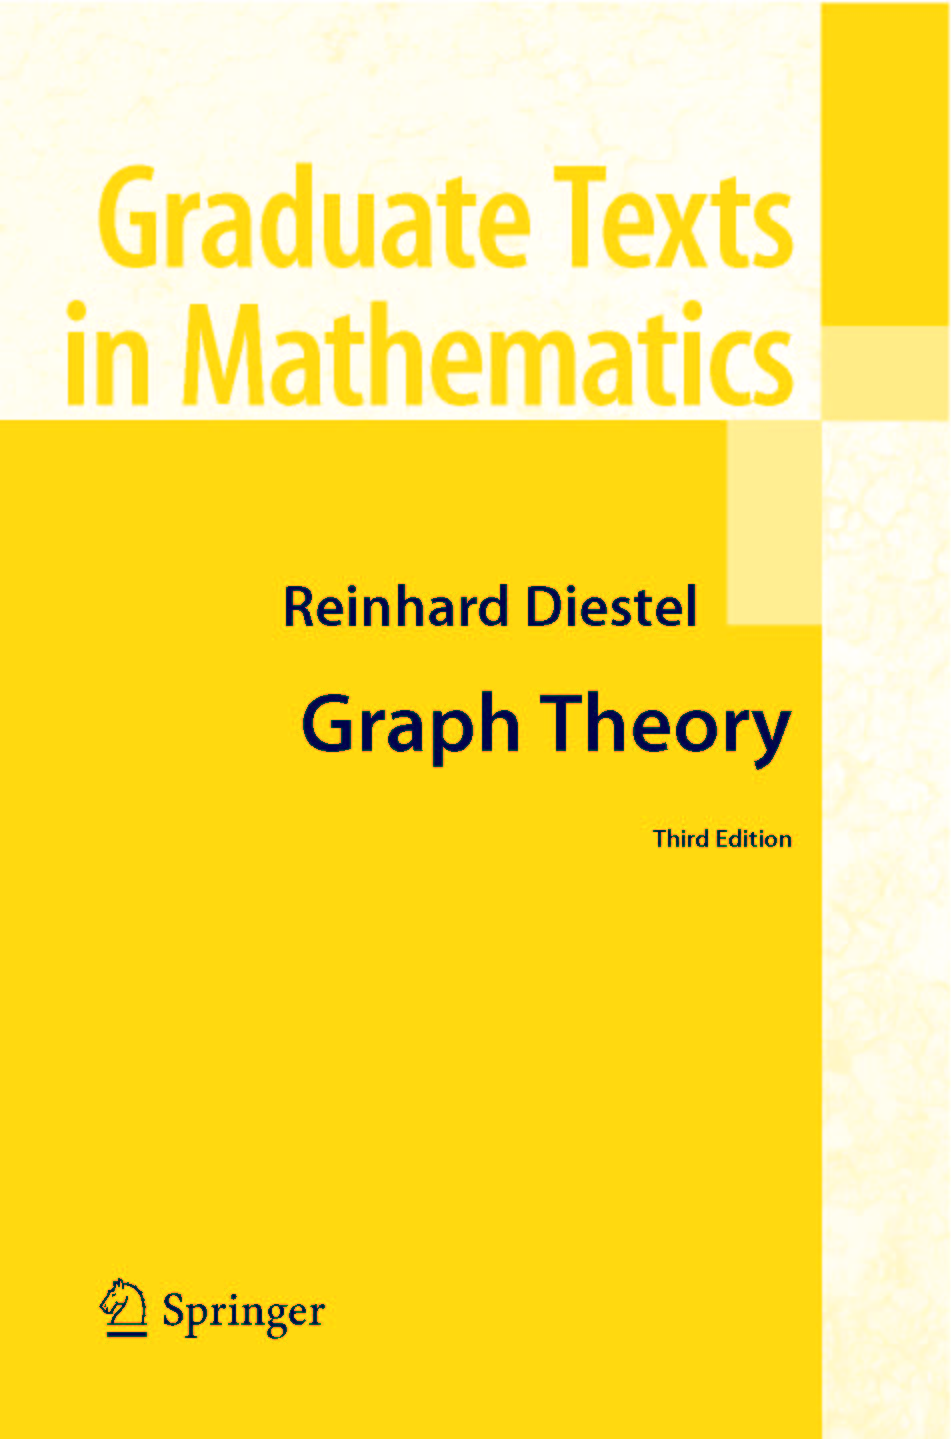 Graduate Texts
in Mathematics
Reinhard Diestel
Graph Theory
Third Edition
Springer